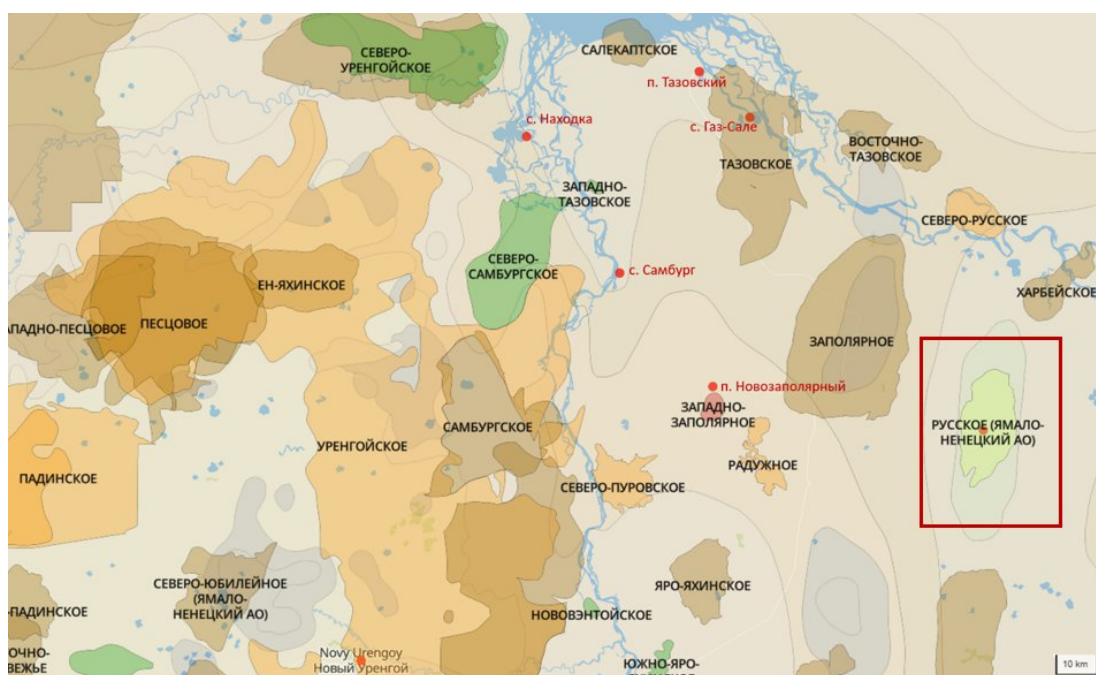 СЕВЕРО-
УРЕНГОЙСКОЕ
САЛЕКАПТСКОЕ
п. Тазовский
с. Находка
с. Газ-Сале
ТАЗОВСКОЕ
ВОСТОЧНО-
ТАЗОВСКОЕ
ЗАПАДНО-
ТАЗОВСКОЕ
СЕВЕРО-РУССКОЕ
СЕВЕРО-
САМБУРГСКОЕ
с. Самбург
ЕН-ЯХИНСКОЕ
ХАРБЕЙСКОЕ
АПАДНО-ПЕСЦОВОЕ
ПЕСЦОВОЕ
ЗАПОЛЯРНОЕ
п. Новозаполярный
ЗАПАДНО-
ЗАПОЛЯРНОЕ
РУССКОЕ (ЯМАЛО-
НЕНЕЦКИЙ АО)
УРЕНГОЙСКОЕ
САМБУРГСКОЕ
РАДУЖНОЕ
ПАДИНСКОЕ
СЕВЕРО-ПУРОВСКОЕ
СЕВЕРО-ЮБИЛЕЙНОЕ
(ЯМАЛО-
НЕНЕЦКИЙ АО)
ЯРО-ЯХИНСКОЕ
-ПАДИНСКОЕ
НОВОВЭНТОЙСКОЕ
ОЧНО-
ВЕЖЬЕ
Novy Urengoy
Новый Уренгой
ЮЖНО-ЯРО-
10 km